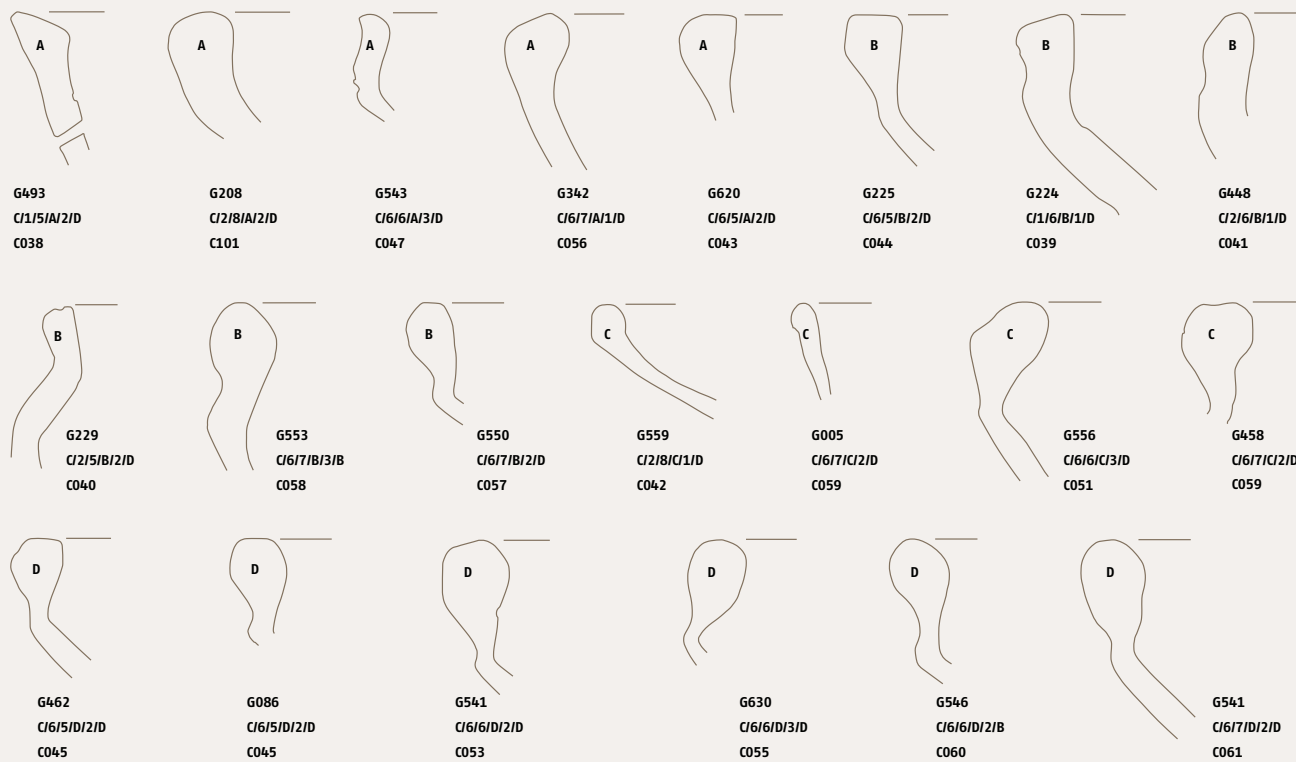 A
G493
C/1/5/A/2/D
C038
A
G208
C/2/8/A/2/D
C101
A
G543
C/6/6/A/3/D
C047
A
G342
C/6/7/A/1/D
C056
A
G620
C/6/5/A/2/D
C043
B
G225
C/6/5/B/2/D
C044
B
G224
C/1/6/B/1/D
C039
B
G448
C/2/6/B/1/D
C041
B
G229
C/2/5/B/2/D
C040
B
G553
C/6/7/B/3/B
C058
B
G550
C/6/7/B/2/D
C057
C
G559
C/2/8/C/1/D
C042
C
G005
C/6/7/C/2/D
C059
C
G556
C/6/6/C/3/D
C051
C
G458
C/6/7/C/2/D
C059
D
G462
C/6/5/D/2/D
C045
D
G086
C/6/5/D/2/D
C045
D
G541
C/6/6/D/2/D
C053
D
G630
C/6/6/D/3/D
C055
D
G546
C/6/6/D/2/B
C060
D
G541
C/6/7/D/2/D
C061